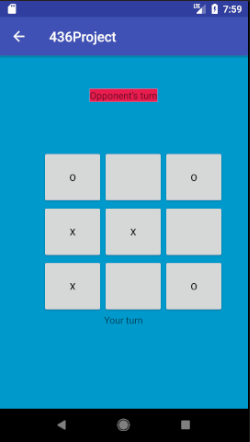 7:59
436Project
Opponent's turn
o o
x x
x o
Your turn